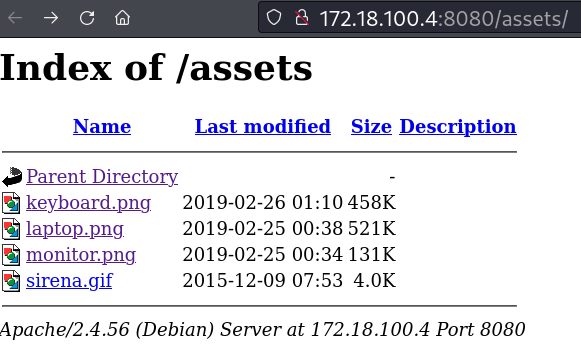 172.18.100.4:8080/assets/
Index of /assets
Name Last modified Size Description
Parent Directory -
keyboard.png 2019-02-26 01:10 458K
laptop.png 2019-02-25 00:38 521K
monitor.png 2019-02-25 00:34 131K
sirena.gif 2015-12-09 07:53 4.0K
Apache/2.4.56 (Debian) Server at 172.18.100.4 Port 8080